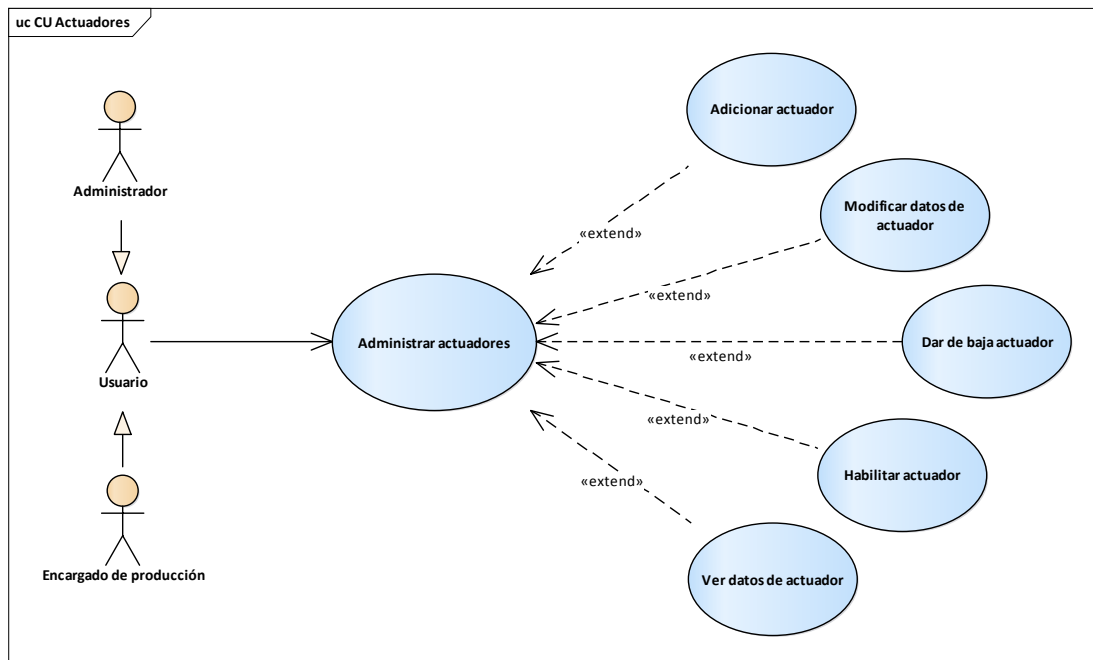 uc CU Actuadores
Administrador
Usuario
Encargado de producción
Administrar actuadores
Adicionar actuador
«extend»
Modificar datos de
actuador
«extend»
Dar de baja actuador
«extend»
Habilitar actuador
«extend»
Ver datos de actuador
«extend»